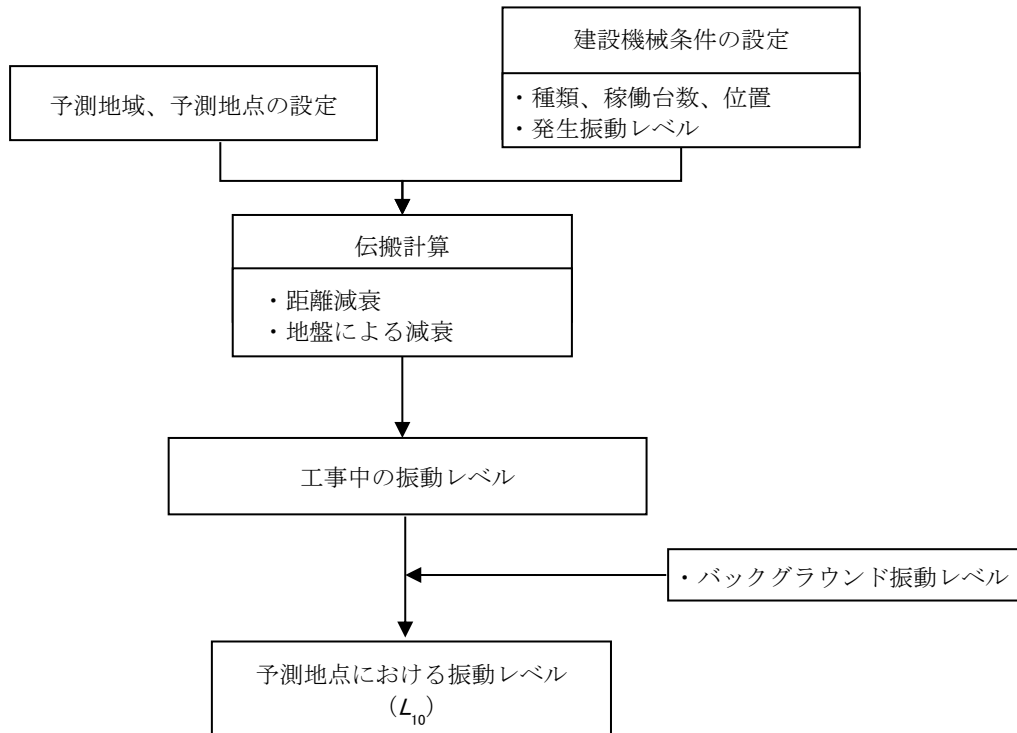 建設機械条件の設定
・種類、稼働台数、位置
・発生振動レベル
予測地域、予測地点の設定
伝搬計算
・距離減衰
・地盤による減衰
工事中の振動レベル
・バックグラウンド振動レベル
予測地点における振動レベル
（L10）